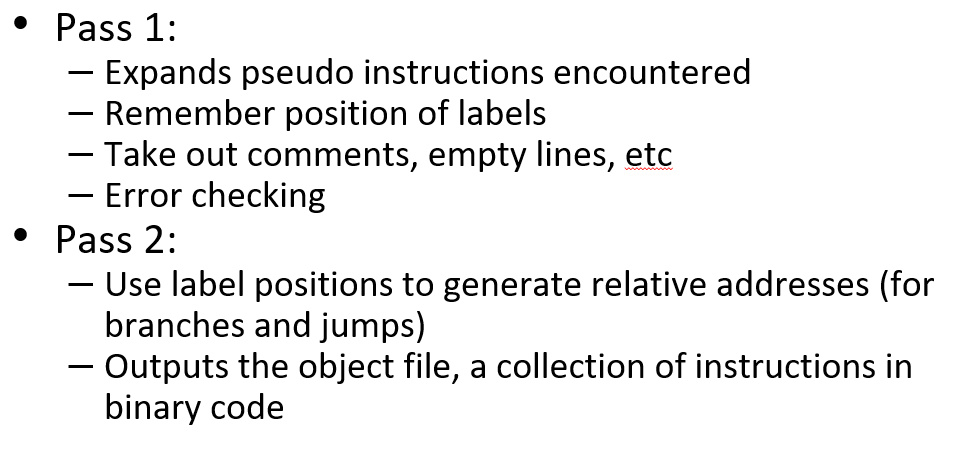 • Pass 1:
– Expands pseudo instructions encountered
– Remember position of labels
– Take out comments, empty lines, etc
– Error checking
• Pass 2:
– Use label positions to generate relative addresses (for
branches and jumps)
– Outputs the object file, a collection of instructions in
binary code